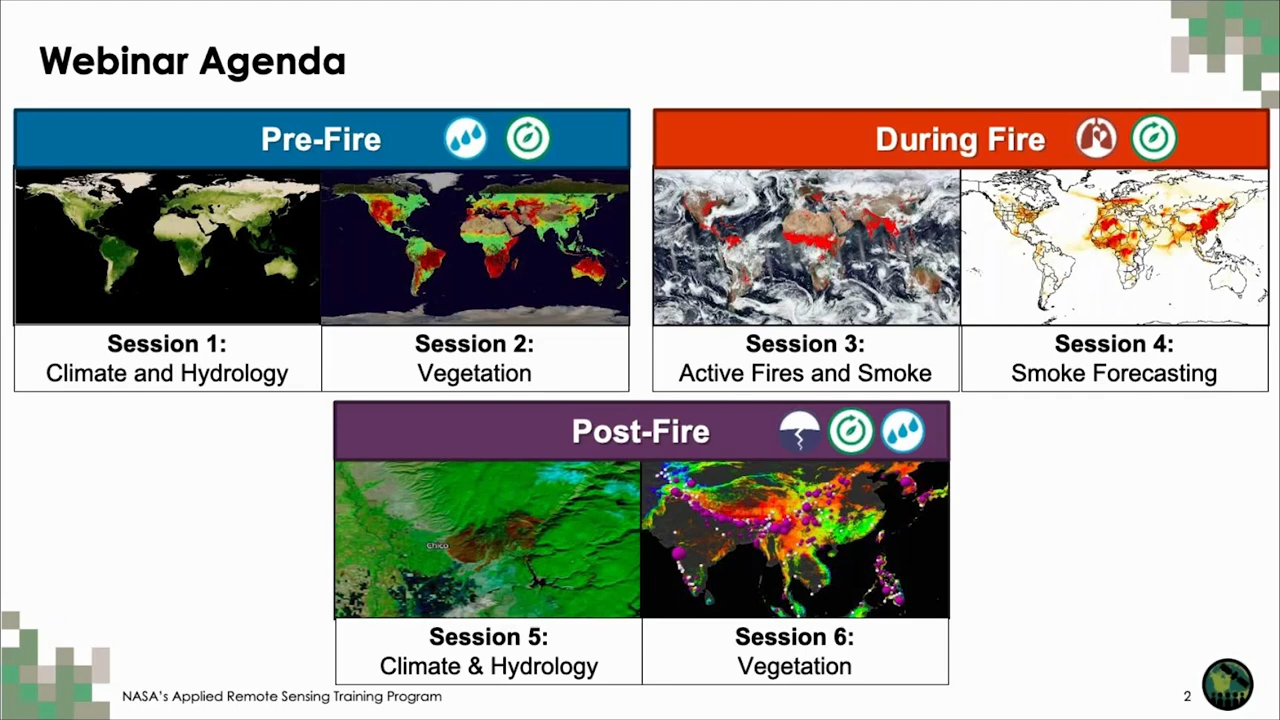 Webinar Agenda
Pre-Fire
During Fire
Session 1:
Climate and Hydrology
Session 2:
Vegetation
Session 3:
Active Fires and Smoke
Session 4:
Smoke Forecasting
Post-Fire
Chico
Session 5:
Climate & Hydrology
Session 6:
Vegetation
NASA's Applied Remote Sensing Training Program
2